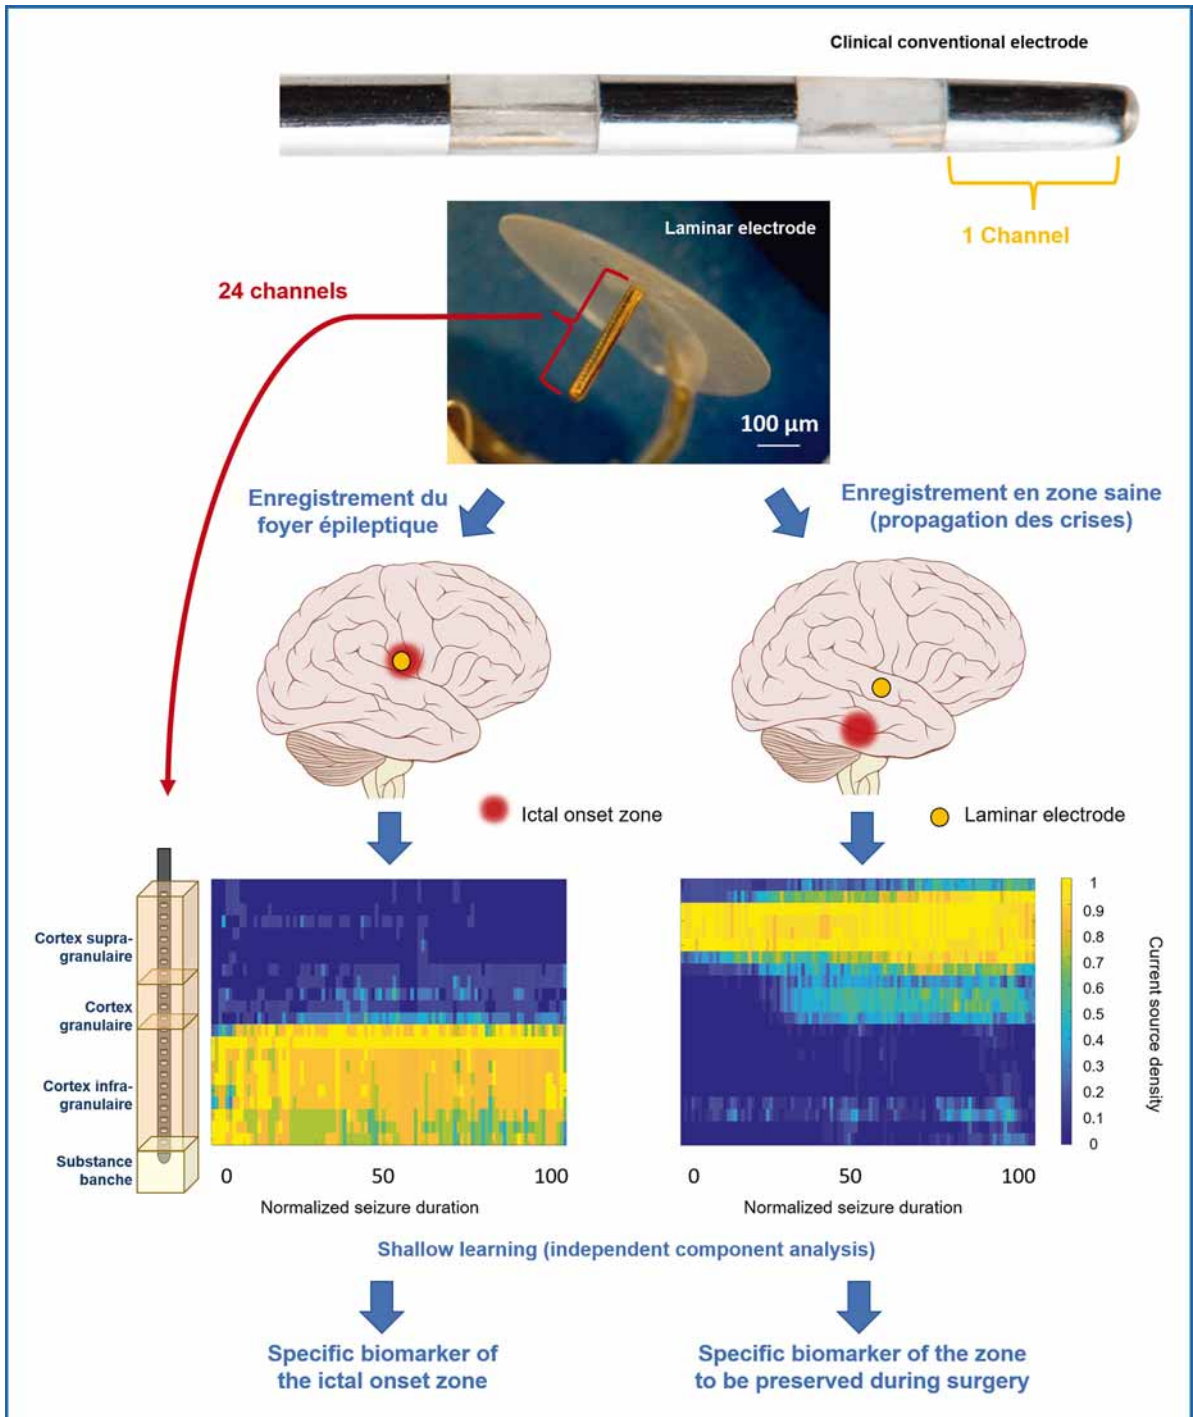 Clinical conventional electrode
1 Channel
Laminar electrode
24 channels
100 µm
Enregistrement du
foyer épileptique
Enregistrement en zone saine
(propagation des crises)
Ictal onset zone
Laminar electrode
Cortex supra-
granulaire
Cortex
granulaire
Cortex infra-
granulaire
Substance
banche
1
0.9
0.8
0.7
0.6
0.5
0.4
0.3
0.2
0.1
0
Current source density
0 50 100
Normalized seizure duration
0 50 100
Normalized seizure duration
Shallow learning (independent component analysis)
Specific biomarker of
the ictal onset zone
Specific biomarker of the zone
to be preserved during surgery